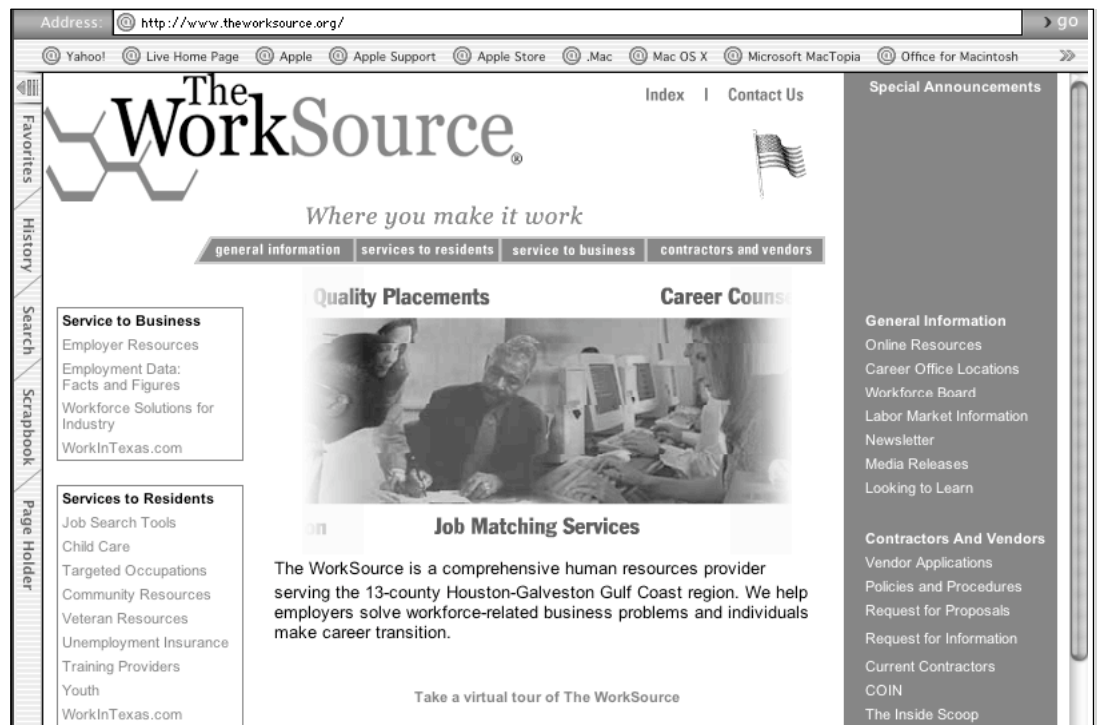 Address: @ http://www.theworksource.org/ › go
@ Yahoo! @ Live Home Page @ Apple @ Apple Support @ Apple Store @ .Mac @ Mac OS X @ Microsoft MacTopia @ Office for Macintosh »
Favorites
History
Search
Scrapbook
Page Holder
The
WorkSource®
Index | Contact Us
Where you make it work
general information services to residents service to business contractors and vendors
Quality Placements Career Couns
Service to Business
Employer Resources
Employment Data:
Facts and Figures
Workforce Solutions for
Industry
WorkInTexas.com
Services to Residents
Job Search Tools
Child Care
Targeted Occupations
Community Resources
Veteran Resources
Unemployment Insurance
Training Providers
Youth
WorkInTexas.com
on Job Matching Services
The WorkSource is a comprehensive human resources provider
serving the 13-county Houston-Galveston Gulf Coast region. We help
employers solve workforce-related business problems and individuals
make career transition.
Take a virtual tour of The WorkSource
Special Announcements
General Information
Online Resources
Career Office Locations
Workforce Board
Labor Market Information
Newsletter
Media Releases
Looking to Learn
Contractors And Vendors
Vendor Applications
Policies and Procedures
Request for Proposals
Request for Information
Current Contractors
COIN
The Inside Scoop